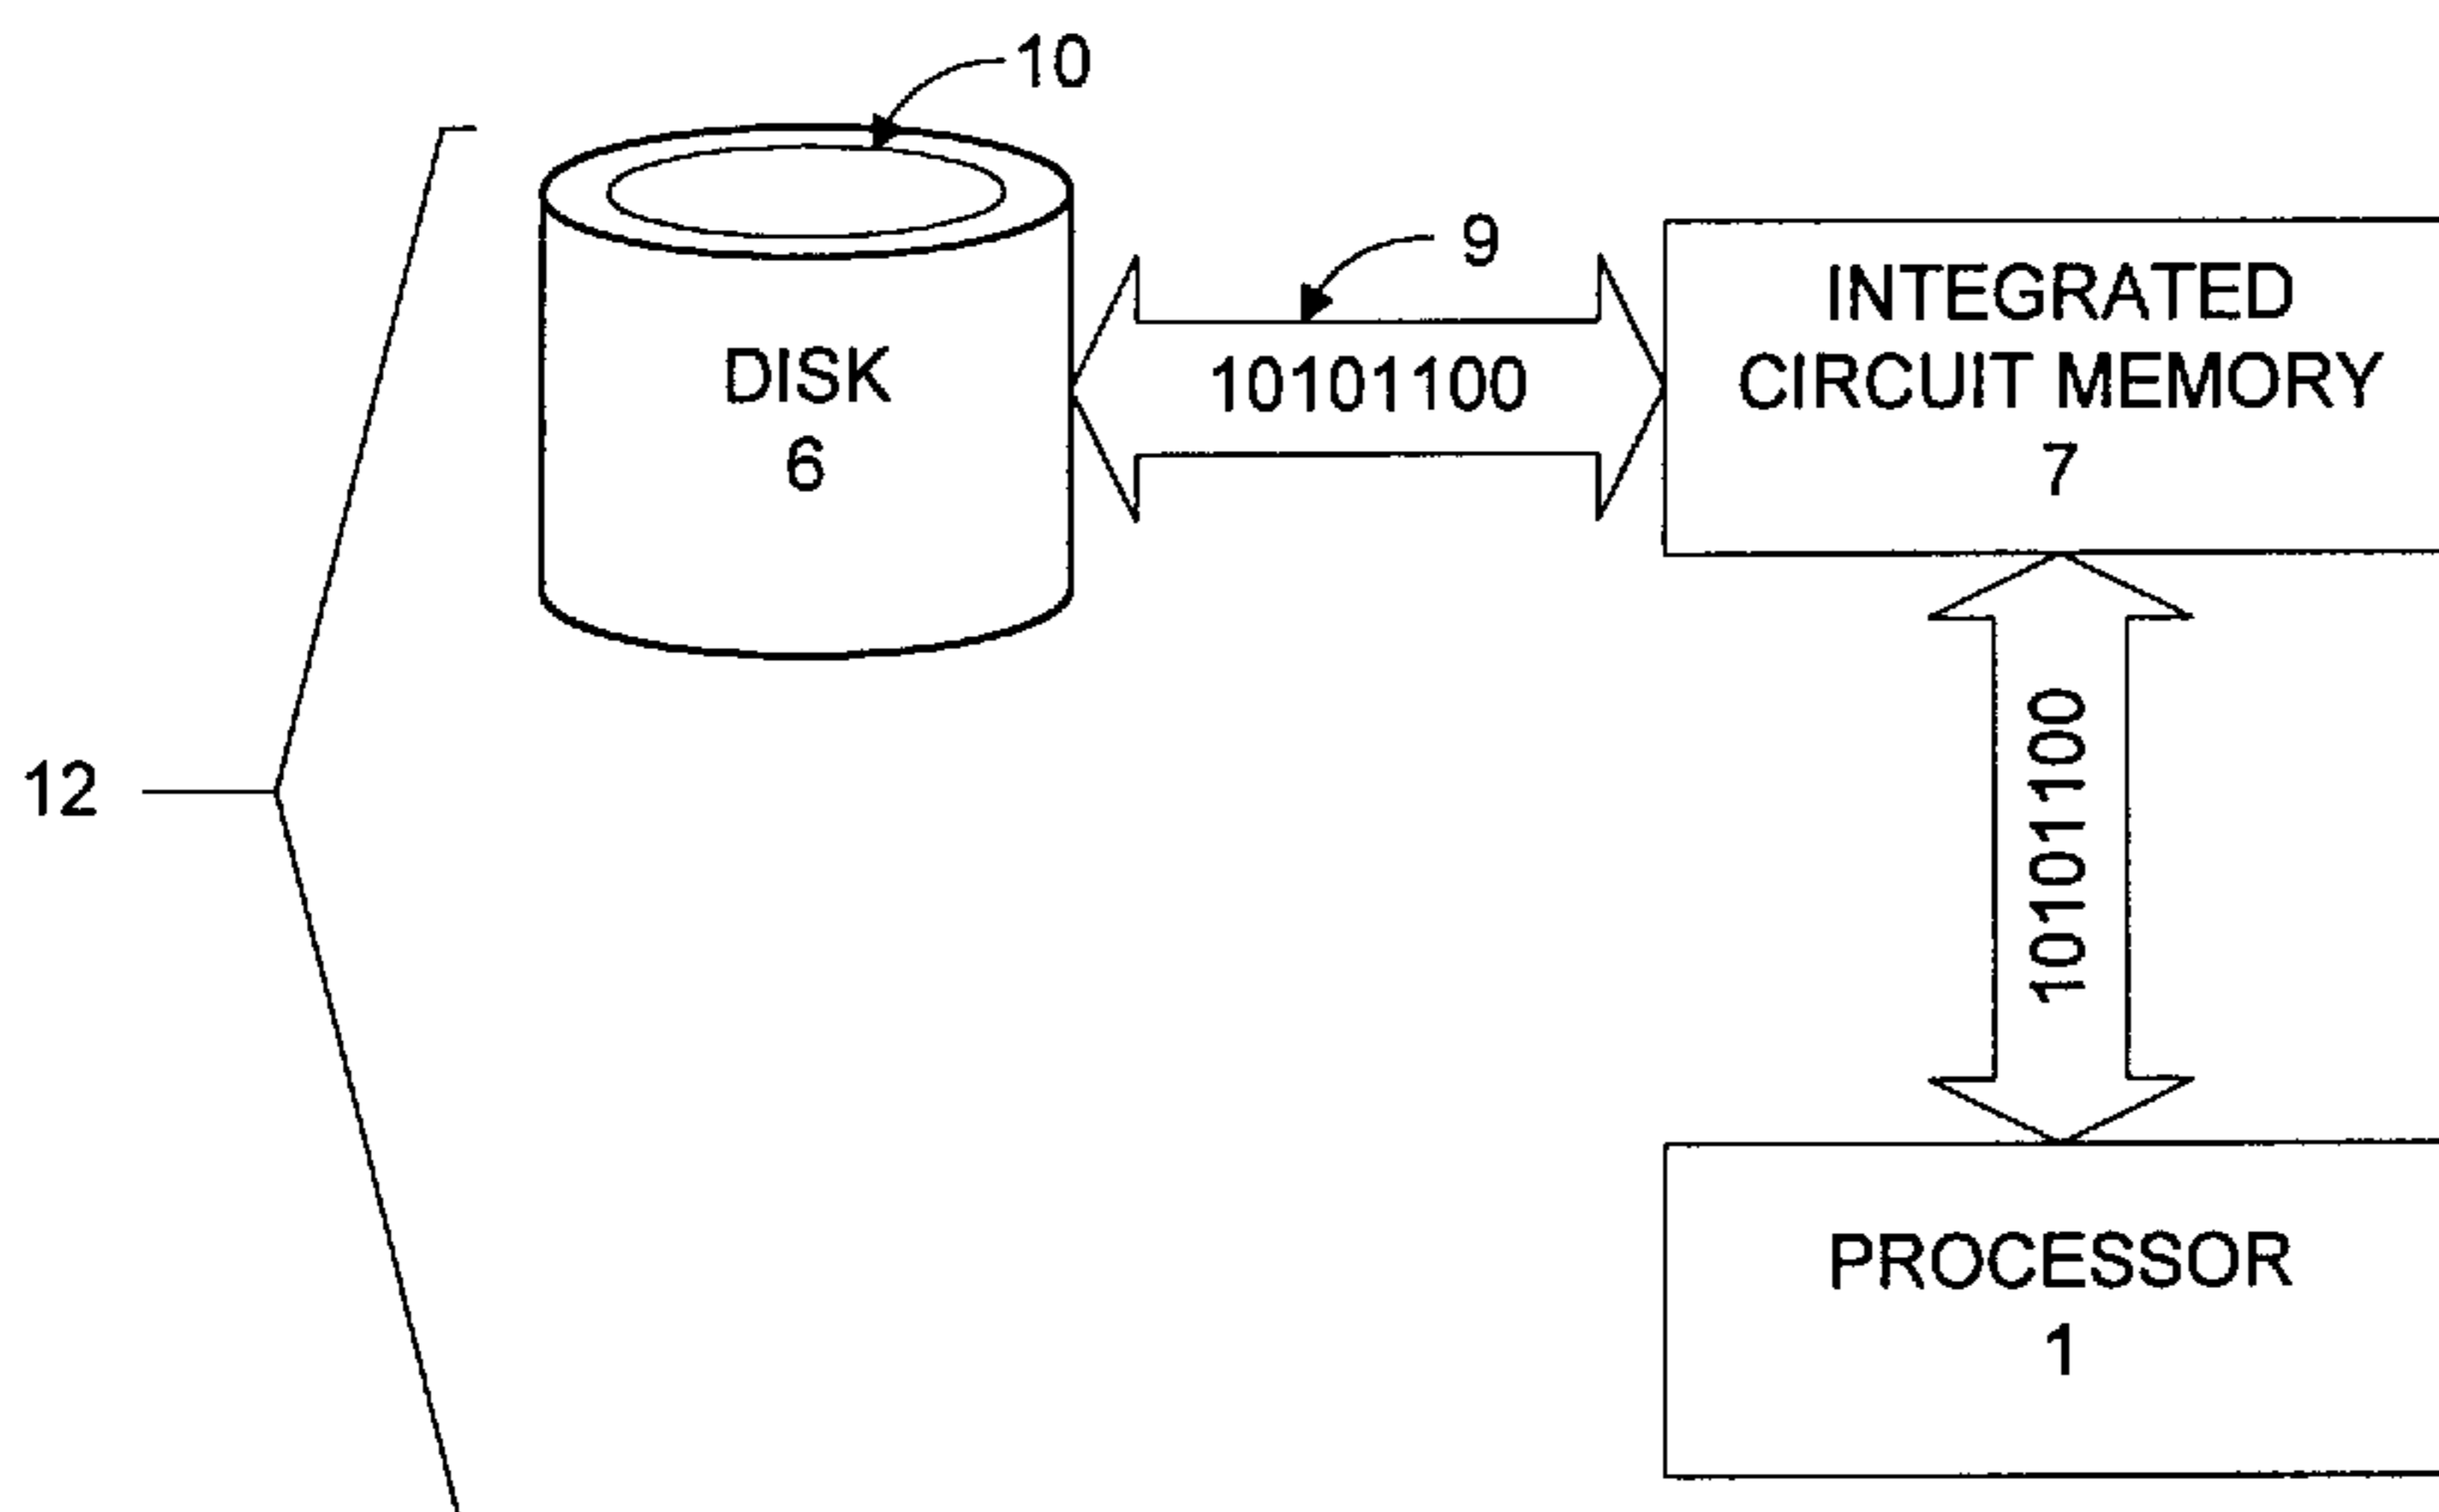 10
9
INTEGRATED
CIRCUIT MEMORY
7
DISK
6
10101100
10101100
12
PROCESSOR
1